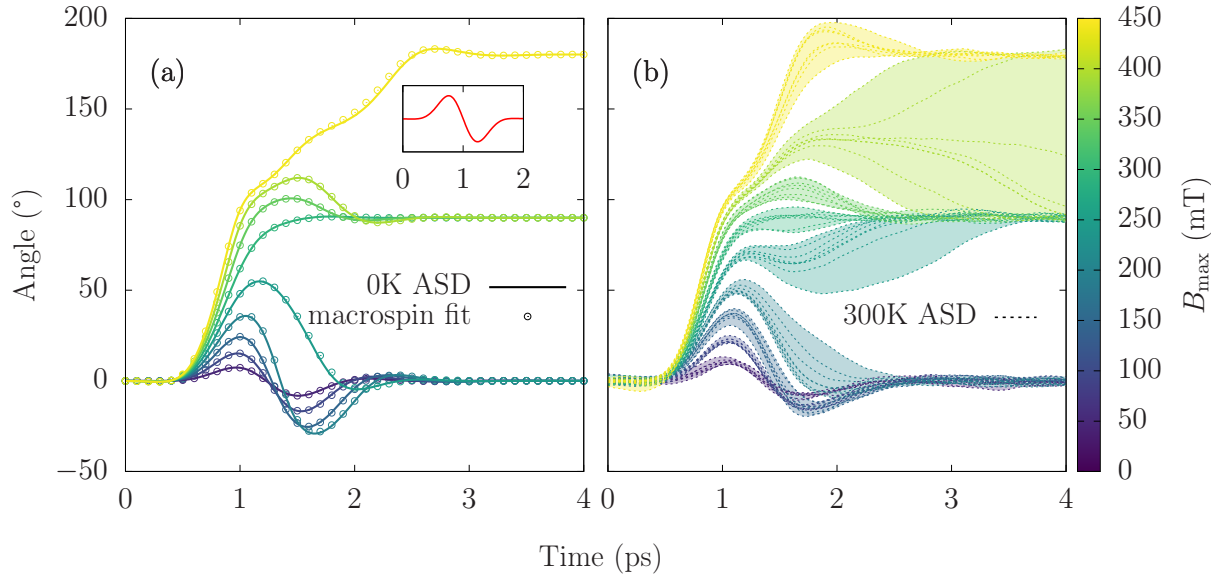 200
150
100
50
0
−50
Angle (°)
(a)
0 1 2
0K ASD
macrospin fit
0 1 2 3 4
(b)
300K ASD
0 1 2 3 4
Time (ps)
450
400
350
300
250
200
150
100
50
0
B_max (mT)